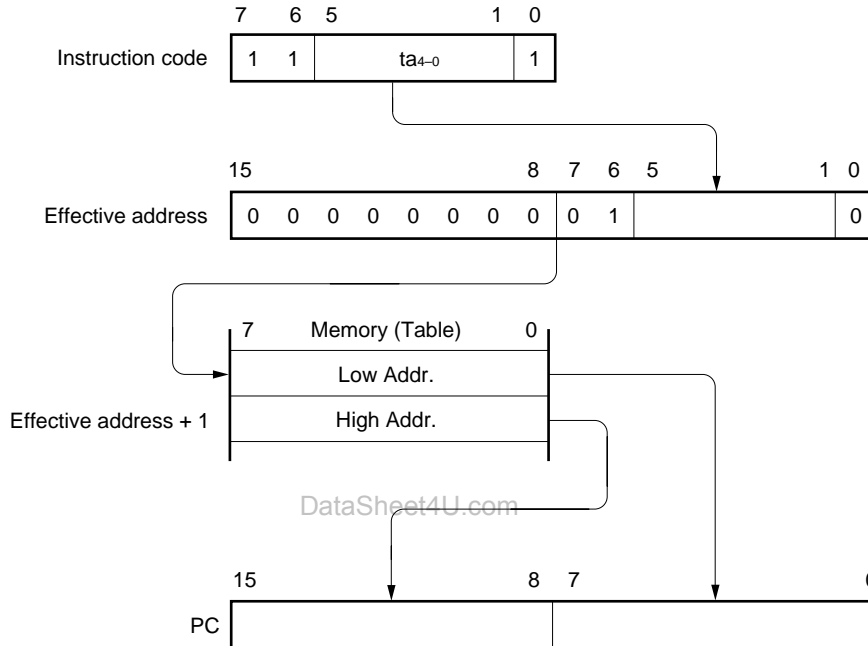 7 6 5 1 0
Instruction code 1 1 ta4–0 1
15 8 7 6 5 1 0
Effective address 0 0 0 0 0 0 0 0 0 1 0
7 Memory (Table) 0
Low Addr.
Effective address + 1 High Addr.
DataSheet4U.com
15 8 7
PC